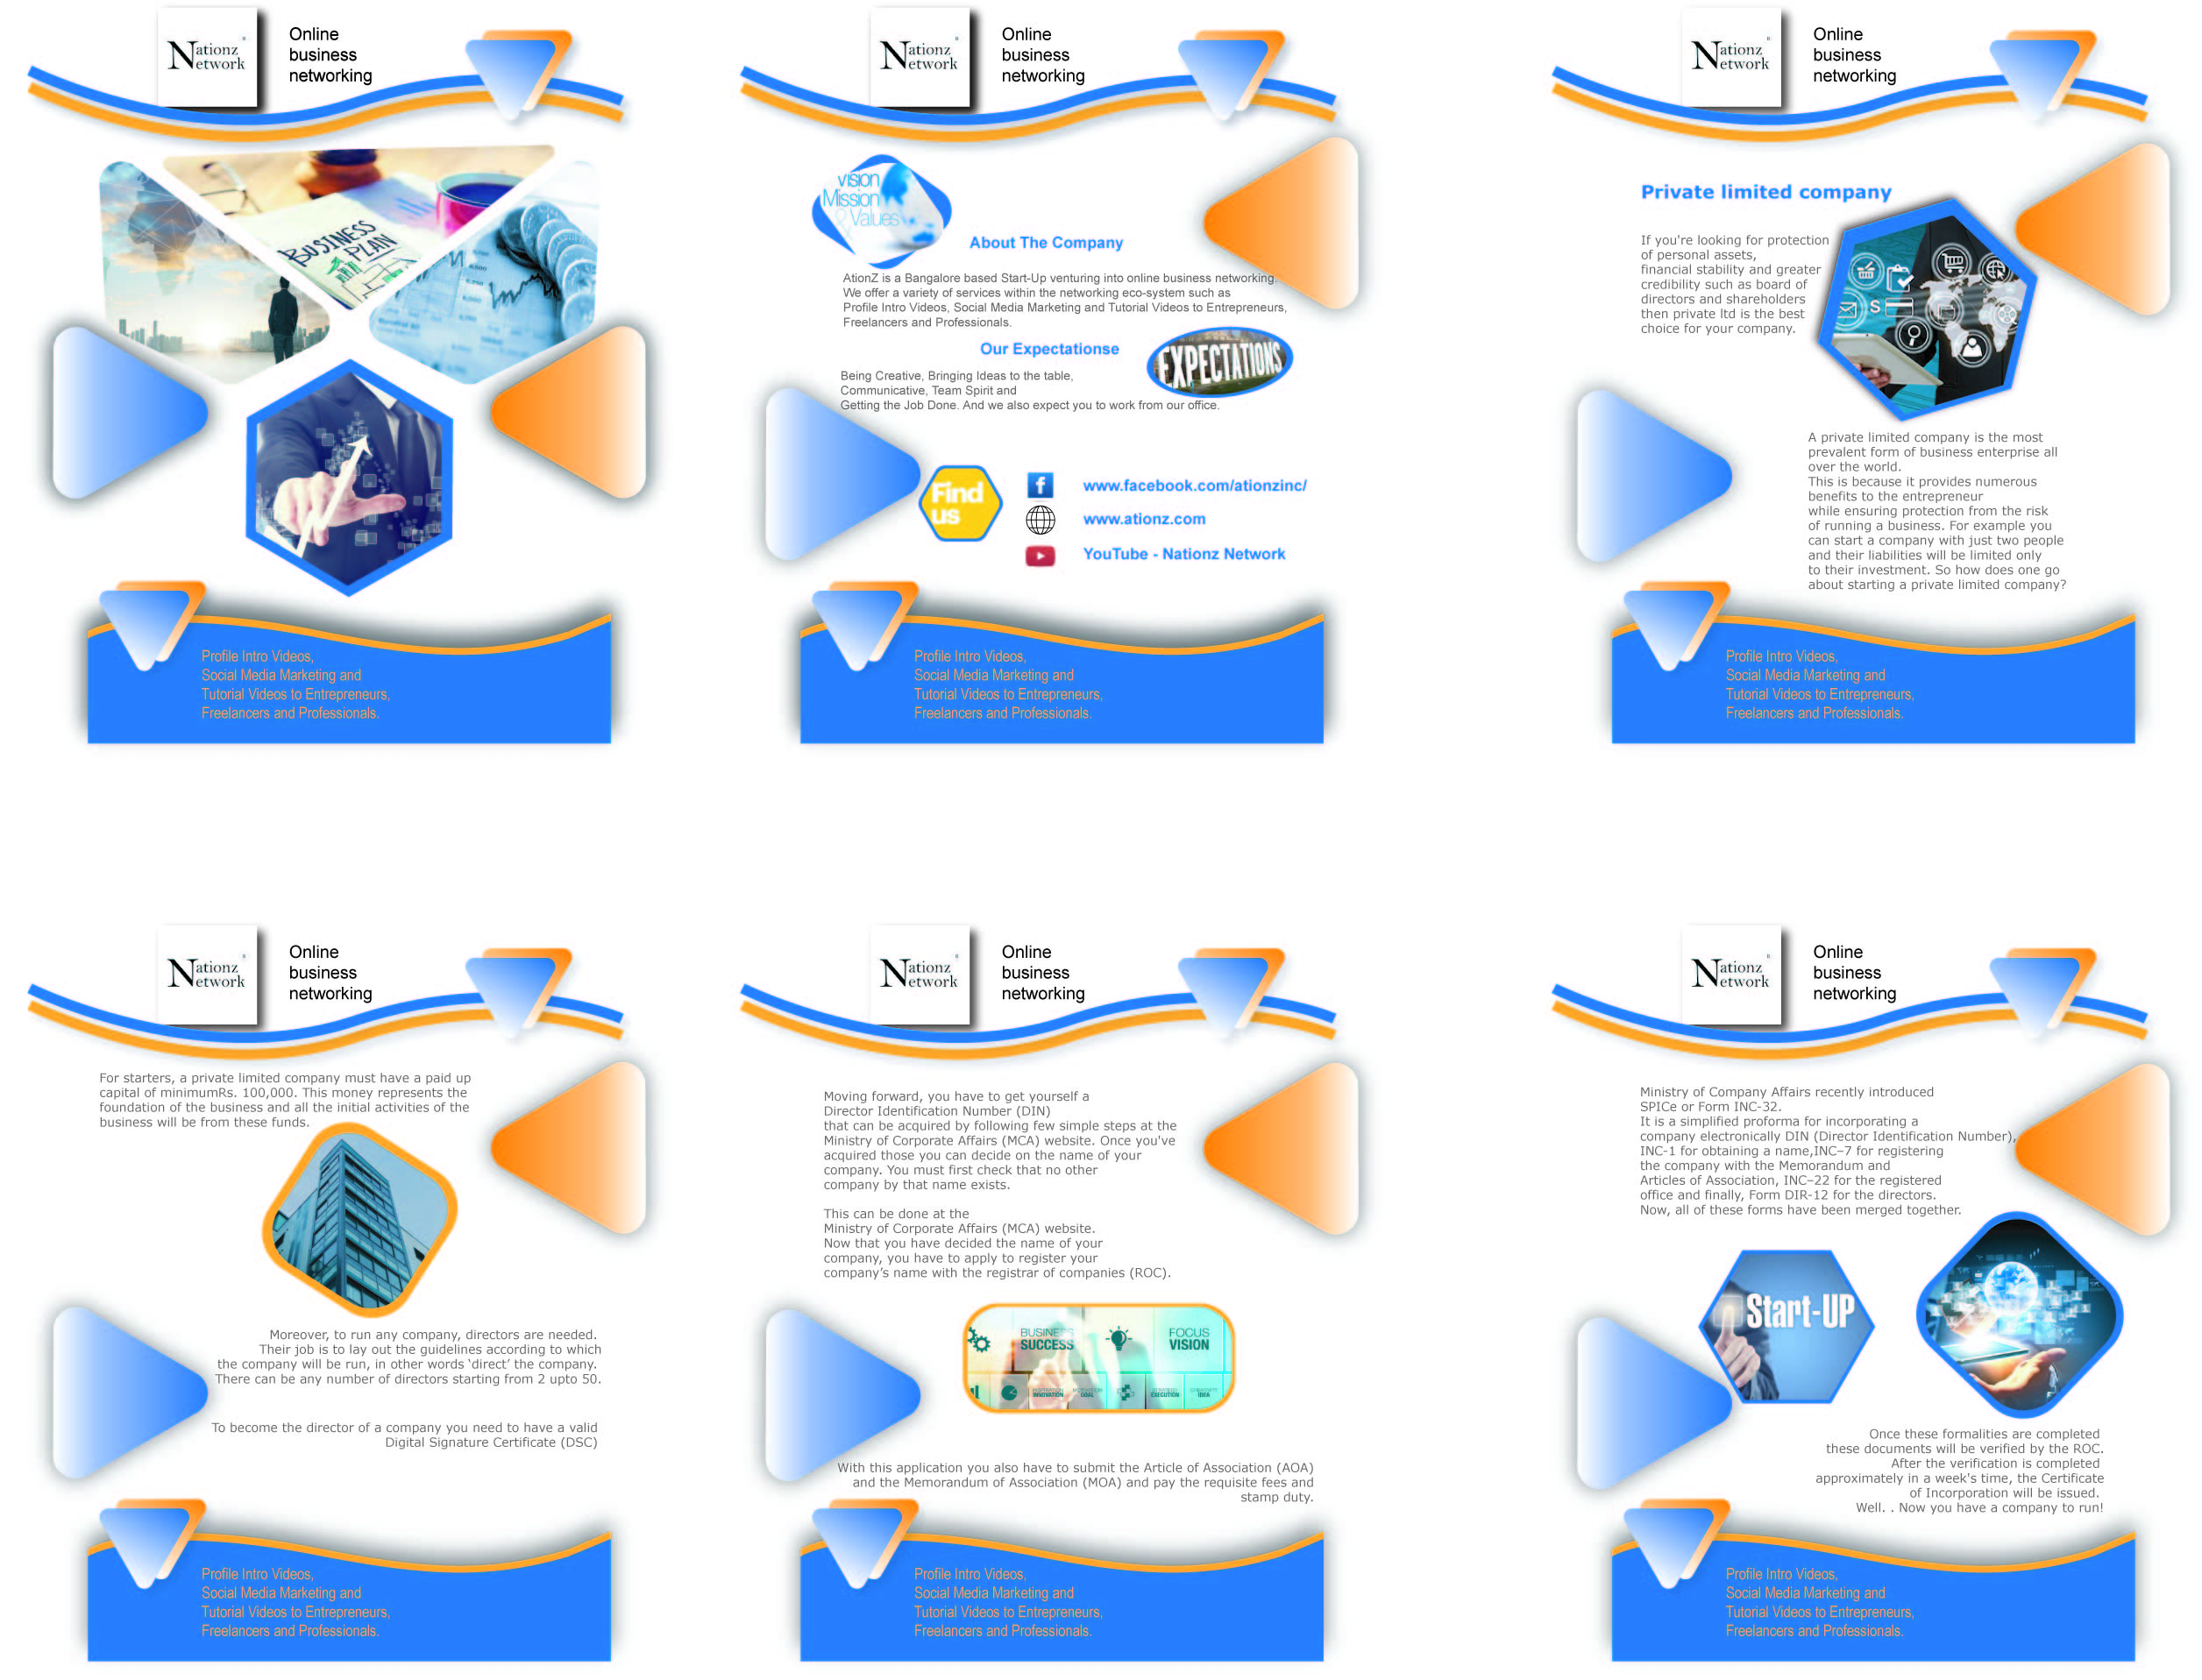 Nationz
Network
Online
business
networking
BUSINESS
PLAN
Profile Intro Videos,
Social Media Marketing and
Tutorial Videos to Entrepreneurs,
Freelancers and Professionals.
Nationz
Network
Online
business
networking
vision
Mission
& Values
About The Company
AtionZ is a Bangalore based Start-Up venturing into online business networking.
We offer a variety of services within the networking eco-system such as
Profile Intro Videos, Social Media Marketing and Tutorial Videos to Entrepreneurs,
Freelancers and Professionals.
Our Expectationse
EXPECTATIONS
Being Creative, Bringing Ideas to the table,
Communicative, Team Spirit and
Getting the Job Done. And we also expect you to work from our office.
Find
us
www.facebook.com/ationzinc/
www.ationz.com
YouTube - Nationz Network
Profile Intro Videos,
Social Media Marketing and
Tutorial Videos to Entrepreneurs,
Freelancers and Professionals.
Nationz
Network
Online
business
networking
Private limited company
If you're looking for protection
of personal assets,
financial stability and greater
credibility such as board of
directors and shareholders
then private ltd is the best
choice for your company.
A private limited company is the most
prevalent form of business enterprise all
over the world.
This is because it provides numerous
benefits to the entrepreneur
while ensuring protection from the risk
of running a business. For example you
can start a company with just two people
and their liabilities will be limited only
to their investment. So how does one go
about starting a private limited company?
Profile Intro Videos,
Social Media Marketing and
Tutorial Videos to Entrepreneurs,
Freelancers and Professionals.
Nationz
Network
Online
business
networking
For starters, a private limited company must have a paid up
capital of minimumRs. 100,000. This money represents the
foundation of the business and all the initial activities of the
business will be from these funds.
Moreover, to run any company, directors are needed.
Their job is to lay out the guidelines according to which
the company will be run, in other words ‘direct’ the company.
There can be any number of directors starting from 2 upto 50.
To become the director of a company you need to have a valid
Digital Signature Certificate (DSC)
Profile Intro Videos,
Social Media Marketing and
Tutorial Videos to Entrepreneurs,
Freelancers and Professionals.
Nationz
Network
Online
business
networking
Moving forward, you have to get yourself a
Director Identification Number (DIN)
that can be acquired by following few simple steps at the
Ministry of Corporate Affairs (MCA) website. Once you've
acquired those you can decide on the name of your
company. You must first check that no other
company by that name exists.
This can be done at the
Ministry of Corporate Affairs (MCA) website.
Now that you have decided the name of your
company, you have to apply to register your
company’s name with the registrar of companies (ROC).
BUSINESS
SUCCESS
FOCUS
VISION
INNOVATION
GOAL
EXECUTION
IDEA
With this application you also have to submit the Article of Association (AOA)
and the Memorandum of Association (MOA) and pay the requisite fees and
stamp duty.
Profile Intro Videos,
Social Media Marketing and
Tutorial Videos to Entrepreneurs,
Freelancers and Professionals.
Nationz
Network
Online
business
networking
Ministry of Company Affairs recently introduced
SPICe or Form INC-32.
It is a simplified proforma for incorporating a
company electronically DIN (Director Identification Number),
INC-1 for obtaining a name,INC–7 for registering
the company with the Memorandum and
Articles of Association, INC–22 for the registered
office and finally, Form DIR-12 for the directors.
Now, all of these forms have been merged together.
Start-UP
Once these formalities are completed
these documents will be verified by the ROC.
After the verification is completed
approximately in a week's time, the Certificate
of Incorporation will be issued.
Well. . Now you have a company to run!
Profile Intro Videos,
Social Media Marketing and
Tutorial Videos to Entrepreneurs,
Freelancers and Professionals.